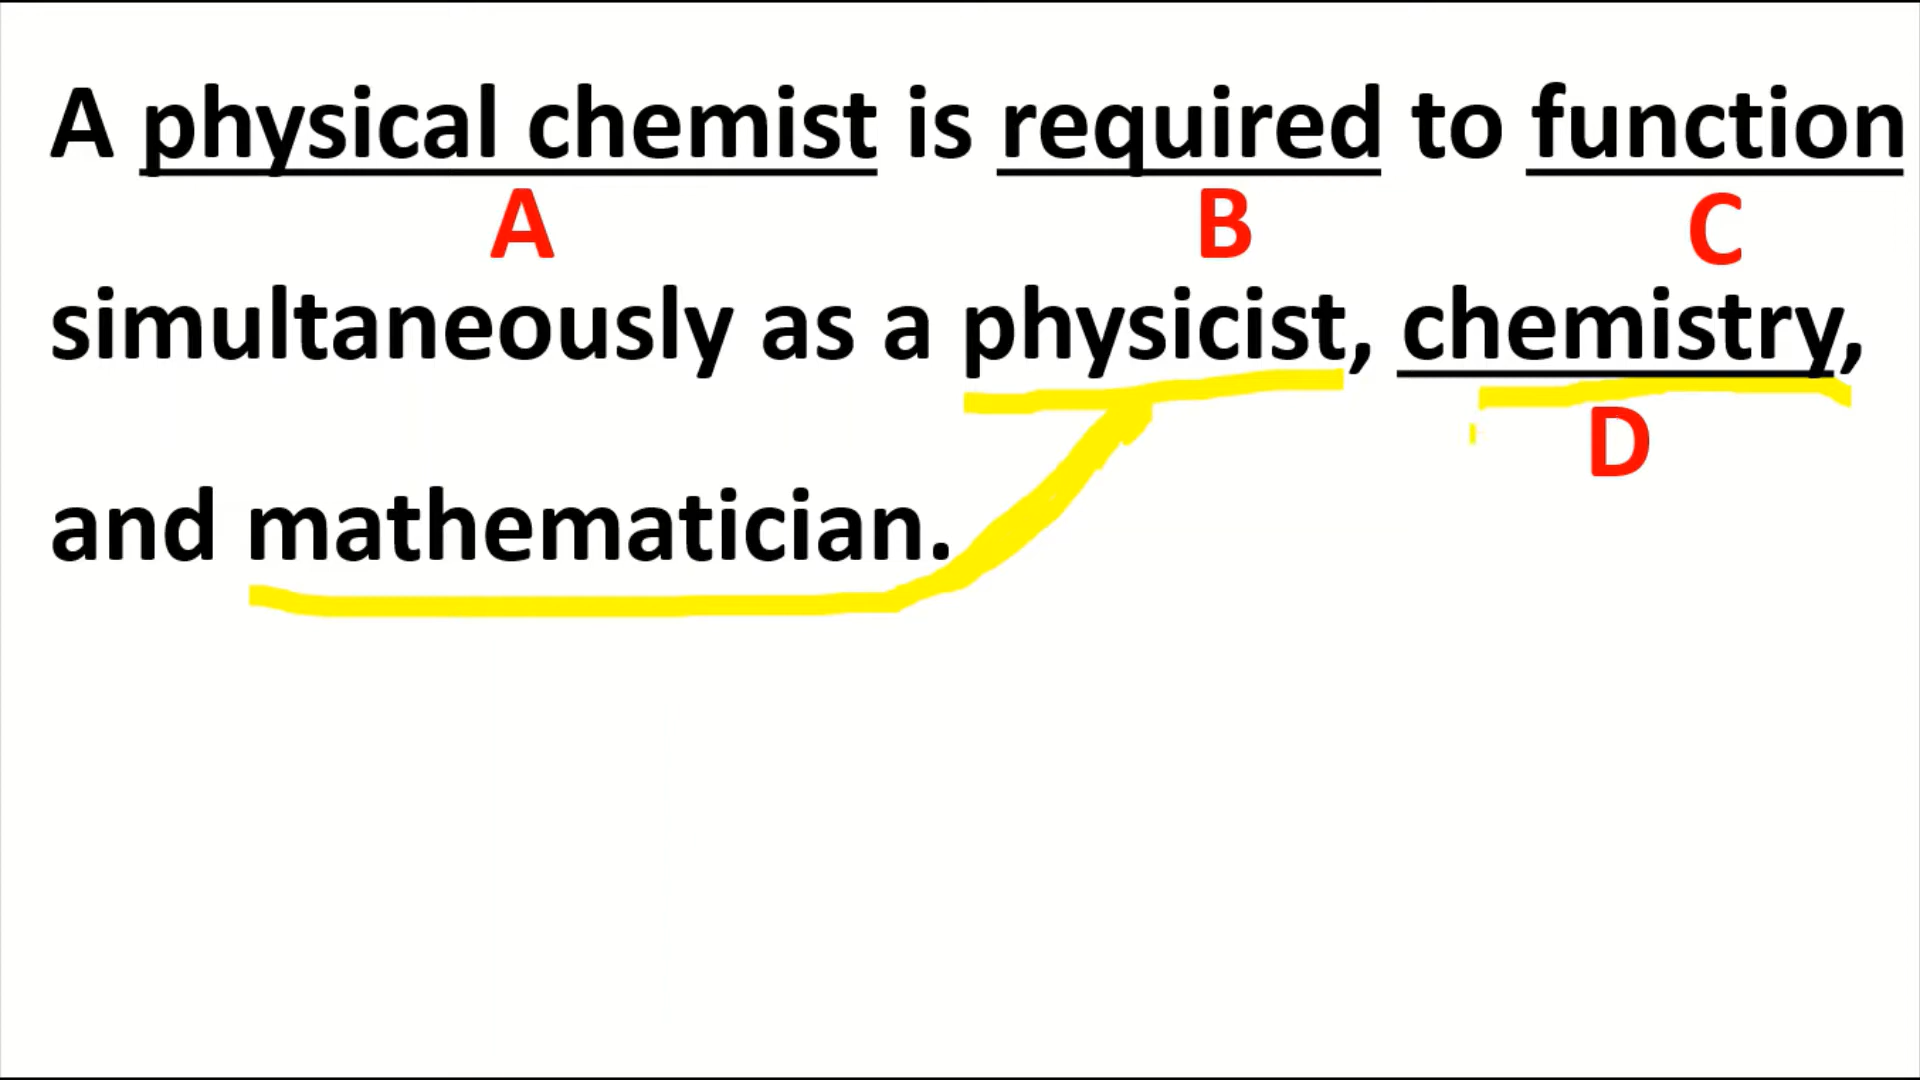 A physical chemist is required to function
A B C
simultaneously as a physicist, chemistry,
D
and mathematician.